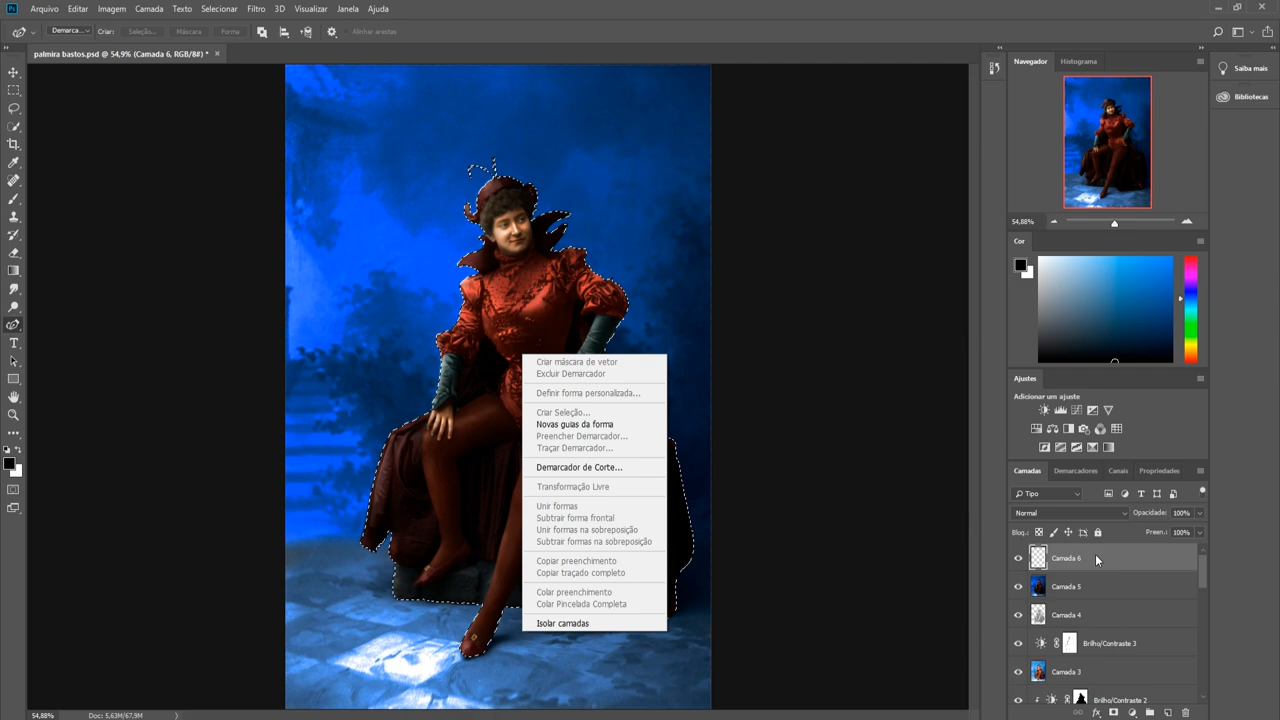 Ps
Arquivo Editar Imagem Camada Texto Selecionar Filtro 3D Visualizar Janela Ajuda
Demarca... Criar: Seleção... Máscara Forma Alinhar arestas
palmira bastos.psd @ 54,9% (Camada 6, RGB/8#) * ×
Navegador Histograma
Saiba mais
Bibliotecas
54,88%
Cor
Criar máscara de vetor
Excluir Demarcador
Definir forma personalizada...
Criar Seleção...
Novas guias da forma
Preencher Demarcador...
Traçar Demarcador...
Demarcador de Corte...
Transformação Livre
Unir formas
Subtrair forma frontal
Unir formas na sobreposição
Subtrair formas na sobreposição
Copiar preenchimento
Copiar traçado completo
Colar preenchimento
Colar Pincelada Completa
Isolar camadas
Ajustes
Adicionar um ajuste
Camadas Demarcadores Canais Propriedades
Tipo
Normal Opacidade: 100%
Bloq.: Preen.: 100%
Camada 6
Camada 5
Camada 4
Brilho/Contraste 3
Camada 3
Brilho/Contraste 2
54,88% Doc: 5,63M/67,9M